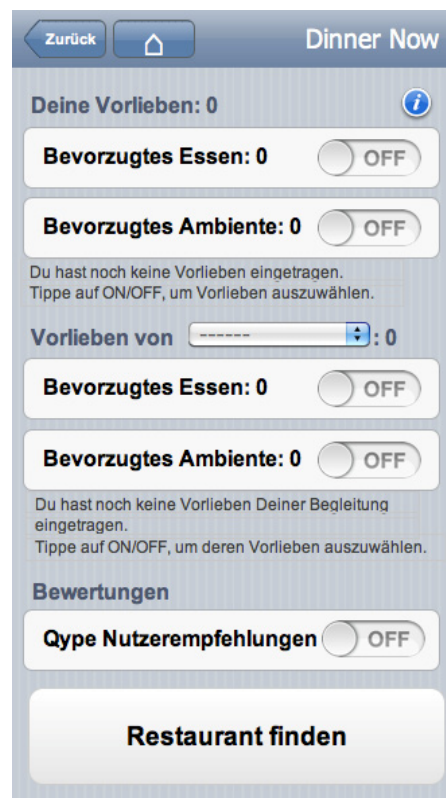 Zurück
Dinner Now
Deine Vorlieben: 0
Bevorzugtes Essen: 0 OFF
Bevorzugtes Ambiente: 0 OFF
Du hast noch keine Vorlieben eingetragen.
Tippe auf ON/OFF, um Vorlieben auszuwählen.
Vorlieben von ------ : 0
Bevorzugtes Essen: 0 OFF
Bevorzugtes Ambiente: 0 OFF
Du hast noch keine Vorlieben Deiner Begleitung
eingetragen.
Tippe auf ON/OFF, um deren Vorlieben auszuwählen.
Bewertungen
Qype Nutzerempfehlungen OFF
Restaurant finden